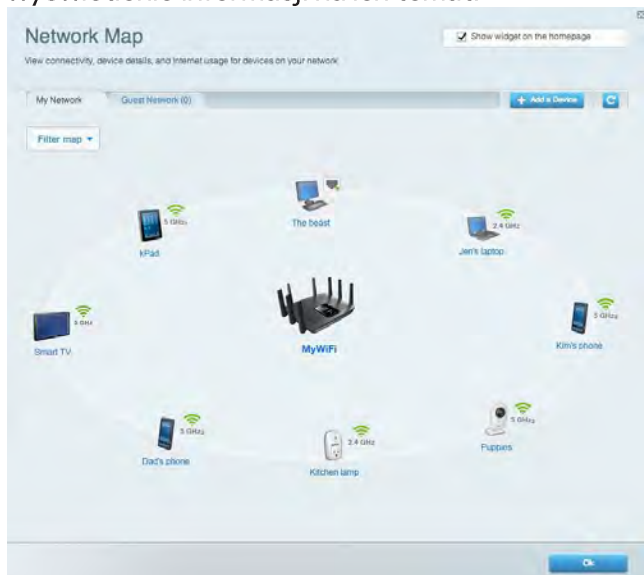 Network Map
Show widget on the homepage
View connectivity, device details, and Internet usage for devices on your network
My Network
Guest Network (0)
+ Add a Device
Filter map
The beast
5 GHz
kPad
2.4 GHz
Jen's laptop
5 GHz
Smart TV
MyWiFi
5 GHz
Kim's phone
5 GHz
Dad's phone
2.4 GHz
Kitchen lamp
5 GHz
Puppies
Ok